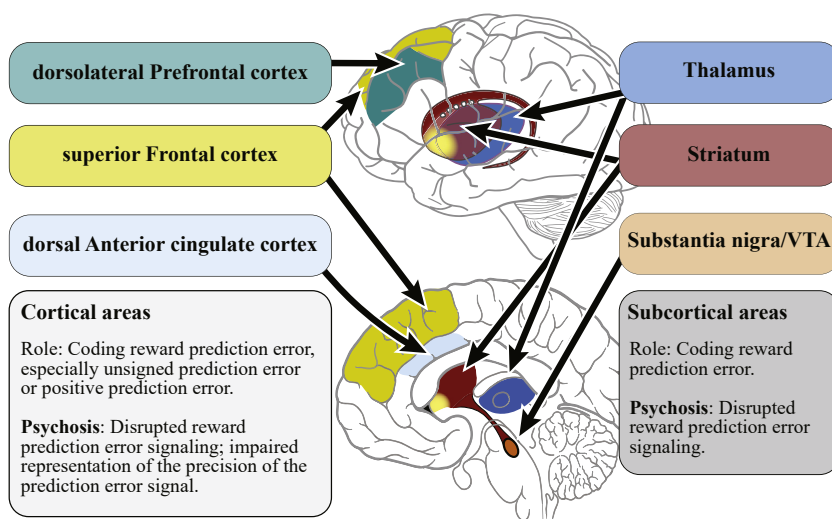 dorsolateral Prefrontal cortex
superior Frontal cortex
dorsal Anterior cingulate cortex
Cortical areas
Role: Coding reward prediction error,
especially unsigned prediction error
or positive prediction error.
Psychosis: Disrupted reward
prediction error signaling; impaired
representation of the precision of the
prediction error signal.
Thalamus
Striatum
Substantia nigra/VTA
Subcortical areas
Role: Coding reward
prediction error.
Psychosis: Disrupted
reward prediction error
signaling.